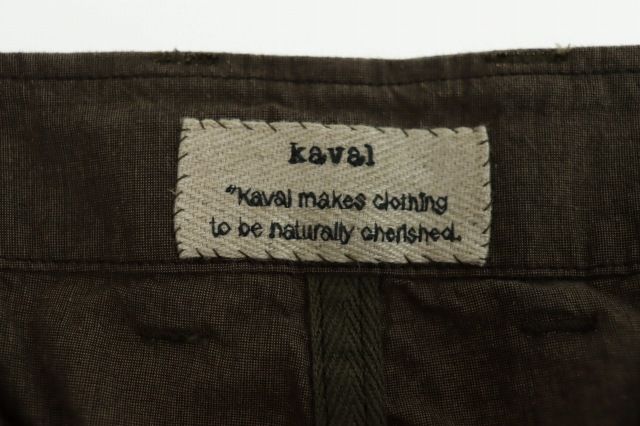 kaval
"Kaval makes clothing
to be naturally cherished.